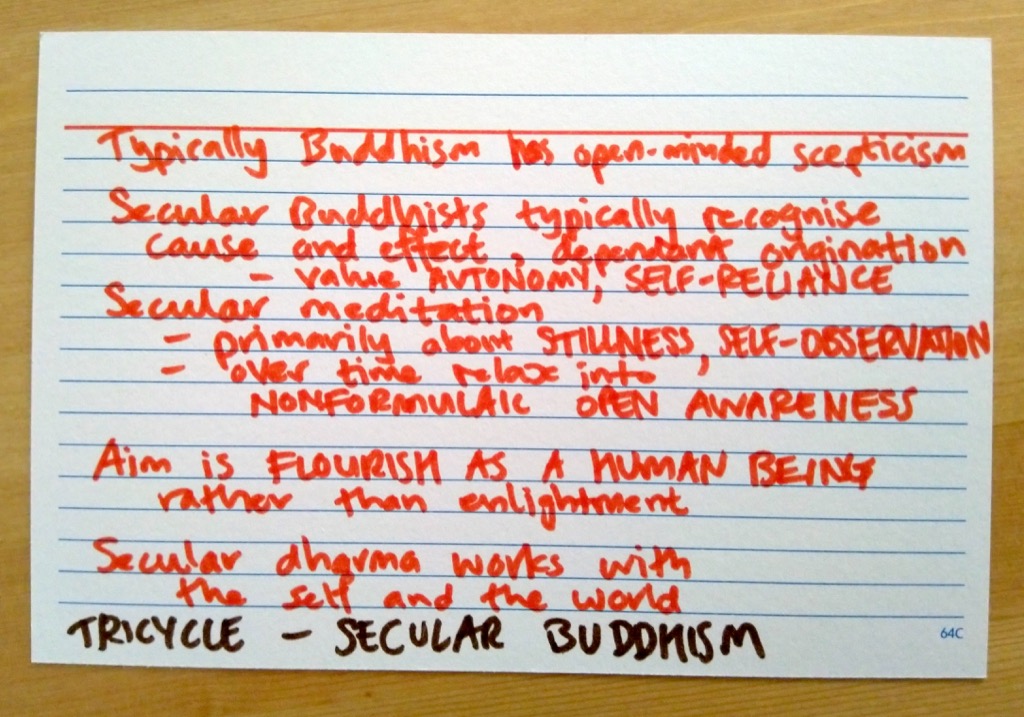 Typically Buddhism has open-minded scepticism
Secular Buddhists typically recognise
cause and effect, dependant origination
- value AUTONOMY, SELF-RELIANCE
Secular meditation
- primarily about STILLNESS, SELF-OBSERVATION
- over time relax into
NONFORMULAIC OPEN AWARENESS
Aim is FLOURISH AS A HUMAN BEING
rather than enlightment
Secular dharma works with
the self and the world
TRICYCLE - SECULAR BUDDHISM
64C